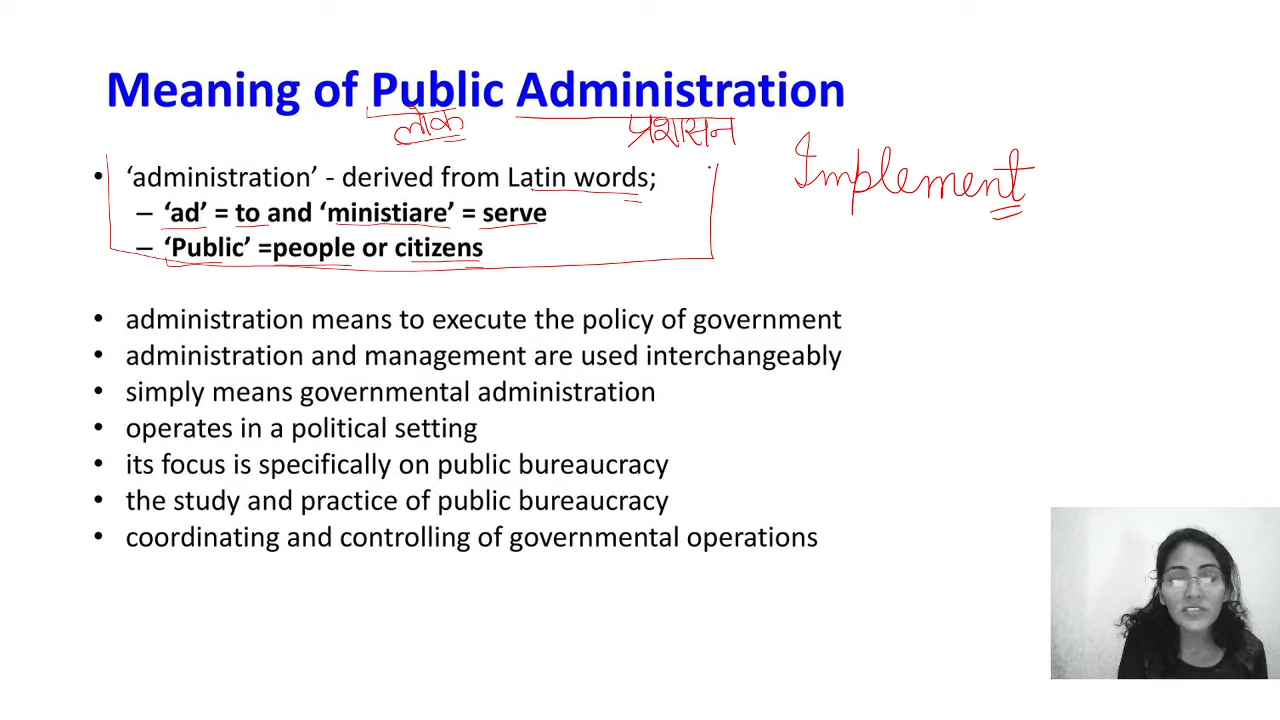 Meaning of Public Administration
लोक
प्रशासन
Implement
• ‘administration’ - derived from Latin words;
– ‘ad’ = to and ‘ministiare’ = serve
– ‘Public’ =people or citizens
• administration means to execute the policy of government
• administration and management are used interchangeably
• simply means governmental administration
• operates in a political setting
• its focus is specifically on public bureaucracy
• the study and practice of public bureaucracy
• coordinating and controlling of governmental operations